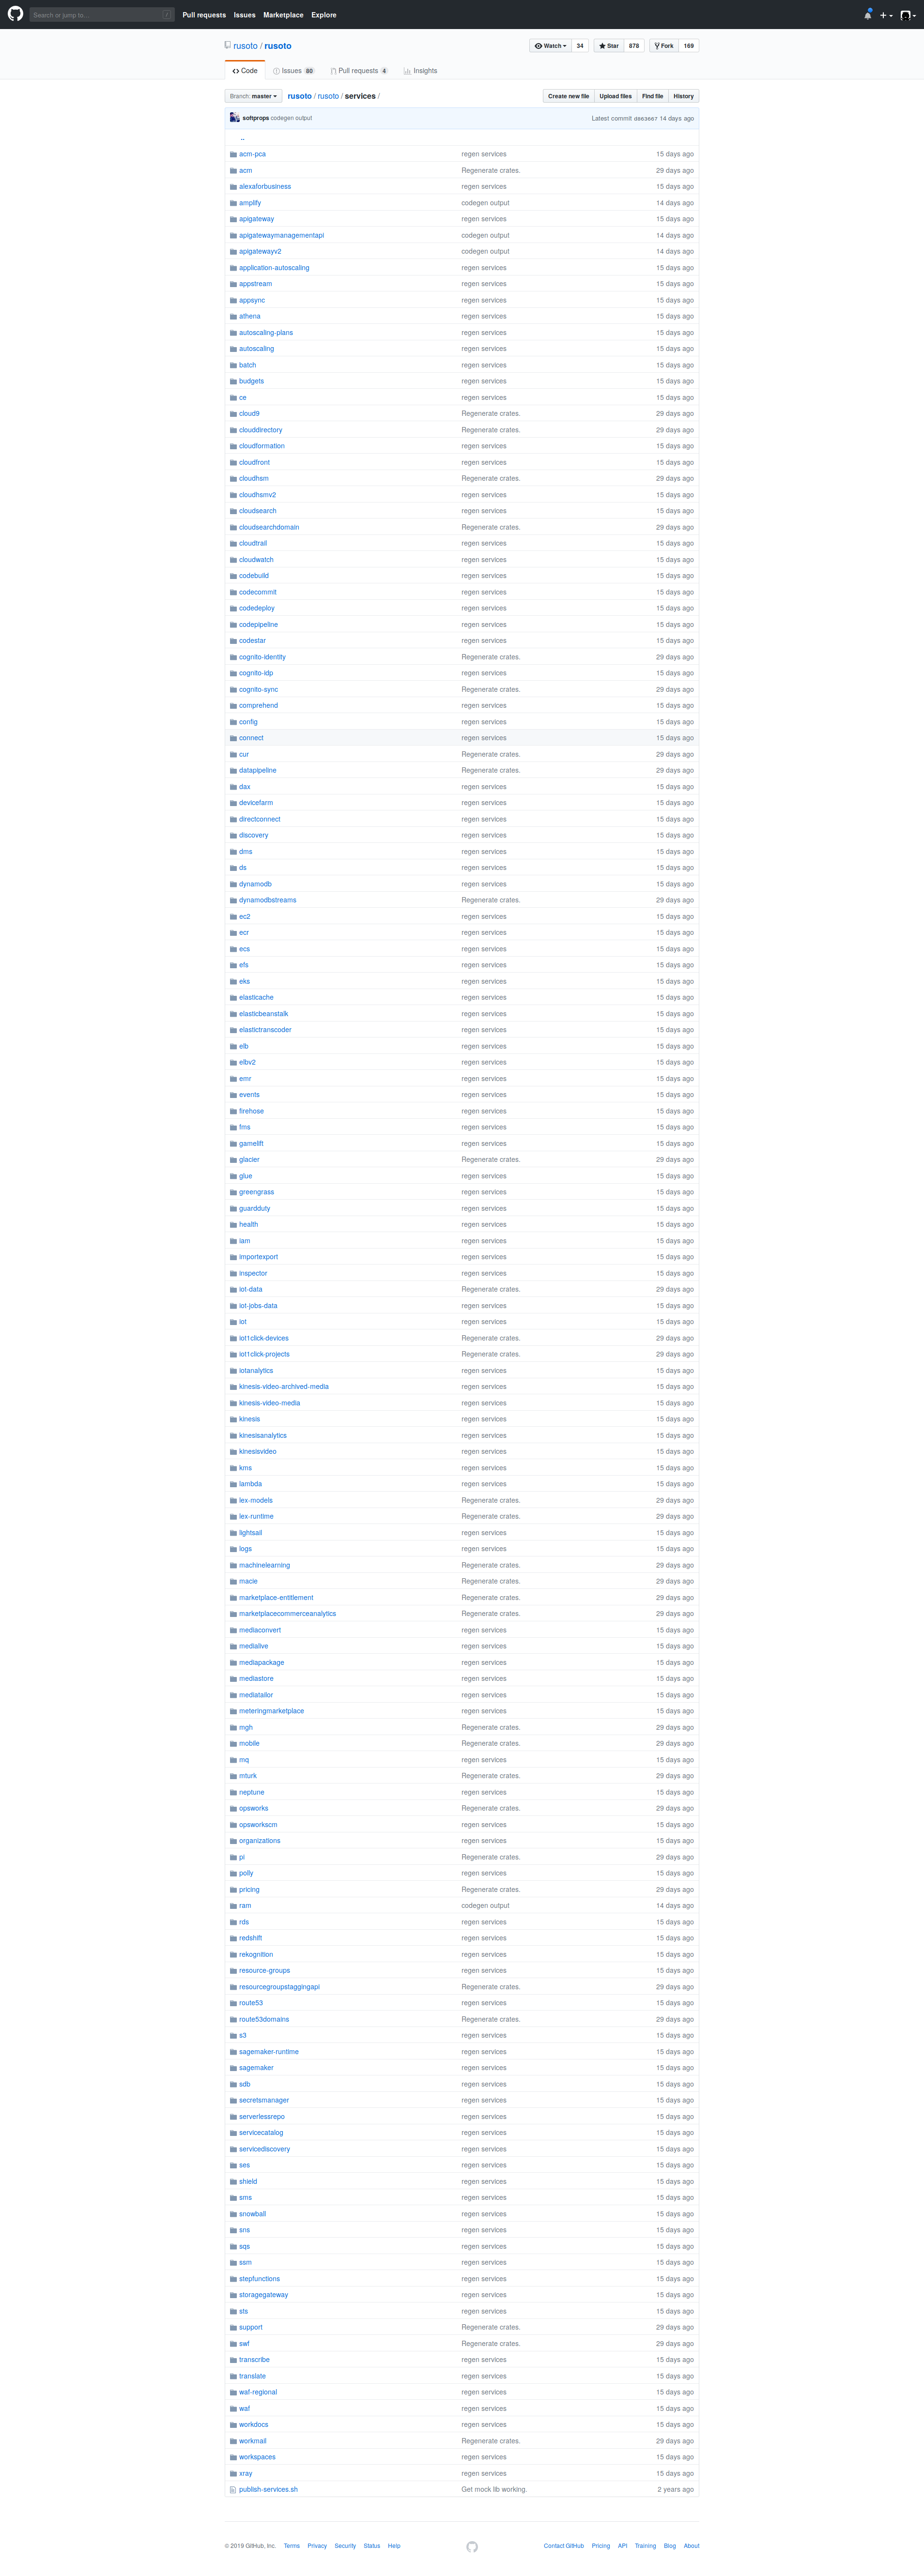 Search or jump to... /
Pull requests Issues Marketplace Explore
rusoto / rusoto
Watch 34 Star 878 Fork 169
Code Issues 80 Pull requests 4 Insights
Branch: master rusoto / rusoto / services /
Create new file Upload files Find file History
softprops codegen output Latest commit 14 days ago
..
acm-pca regen services 15 days ago
acm Regenerate crates. 29 days ago
alexaforbusiness regen services 15 days ago
amplify codegen output 14 days ago
apigateway regen services 15 days ago
apigatewaymanagementapi codegen output 14 days ago
apigatewayv2 codegen output 14 days ago
application-autoscaling regen services 15 days ago
appstream regen services 15 days ago
appsync regen services 15 days ago
athena regen services 15 days ago
autoscaling-plans regen services 15 days ago
autoscaling regen services 15 days ago
batch regen services 15 days ago
budgets regen services 15 days ago
ce regen services 15 days ago
cloud9 Regenerate crates. 29 days ago
clouddirectory Regenerate crates. 29 days ago
cloudformation regen services 15 days ago
cloudfront regen services 15 days ago
cloudhsm Regenerate crates. 29 days ago
cloudhsmv2 regen services 15 days ago
cloudsearch regen services 15 days ago
cloudsearchdomain Regenerate crates. 29 days ago
cloudtrail regen services 15 days ago
cloudwatch regen services 15 days ago
codebuild regen services 15 days ago
codecommit regen services 15 days ago
codedeploy regen services 15 days ago
codepipeline regen services 15 days ago
codestar regen services 15 days ago
cognito-identity Regenerate crates. 29 days ago
cognito-idp regen services 15 days ago
cognito-sync Regenerate crates. 29 days ago
comprehend regen services 15 days ago
config regen services 15 days ago
connect regen services 15 days ago
cur Regenerate crates. 29 days ago
datapipeline Regenerate crates. 29 days ago
dax regen services 15 days ago
devicefarm regen services 15 days ago
directconnect regen services 15 days ago
discovery regen services 15 days ago
dms regen services 15 days ago
ds regen services 15 days ago
dynamodb regen services 15 days ago
dynamodbstreams Regenerate crates. 29 days ago
ec2 regen services 15 days ago
ecr regen services 15 days ago
ecs regen services 15 days ago
efs regen services 15 days ago
eks regen services 15 days ago
elasticache regen services 15 days ago
elasticbeanstalk regen services 15 days ago
elastictranscoder regen services 15 days ago
elb regen services 15 days ago
elbv2 regen services 15 days ago
emr regen services 15 days ago
events regen services 15 days ago
firehose regen services 15 days ago
fms regen services 15 days ago
gamelift regen services 15 days ago
glacier Regenerate crates. 29 days ago
glue regen services 15 days ago
greengrass regen services 15 days ago
guardduty regen services 15 days ago
health regen services 15 days ago
iam regen services 15 days ago
importexport regen services 15 days ago
inspector regen services 15 days ago
iot-data Regenerate crates. 29 days ago
iot-jobs-data regen services 15 days ago
iot regen services 15 days ago
iot1click-devices Regenerate crates. 29 days ago
iot1click-projects Regenerate crates. 29 days ago
iotanalytics regen services 15 days ago
kinesis-video-archived-media regen services 15 days ago
kinesis-video-media regen services 15 days ago
kinesis regen services 15 days ago
kinesisanalytics regen services 15 days ago
kinesisvideo regen services 15 days ago
kms regen services 15 days ago
lambda regen services 15 days ago
lex-models Regenerate crates. 29 days ago
lex-runtime Regenerate crates. 29 days ago
lightsail regen services 15 days ago
logs regen services 15 days ago
machinelearning Regenerate crates. 29 days ago
macie Regenerate crates. 29 days ago
marketplace-entitlement Regenerate crates. 29 days ago
marketplacecommerceanalytics Regenerate crates. 29 days ago
mediaconvert regen services 15 days ago
medialive regen services 15 days ago
mediapackage regen services 15 days ago
mediastore regen services 15 days ago
mediatailor regen services 15 days ago
meteringmarketplace regen services 15 days ago
mgh Regenerate crates. 29 days ago
mobile Regenerate crates. 29 days ago
mq regen services 15 days ago
mturk Regenerate crates. 29 days ago
neptune regen services 15 days ago
opsworks Regenerate crates. 29 days ago
opsworkscm regen services 15 days ago
organizations regen services 15 days ago
pi Regenerate crates. 29 days ago
polly regen services 15 days ago
pricing Regenerate crates. 29 days ago
ram codegen output 14 days ago
rds regen services 15 days ago
redshift regen services 15 days ago
rekognition regen services 15 days ago
resource-groups regen services 15 days ago
resourcegroupstaggingapi Regenerate crates. 29 days ago
route53 regen services 15 days ago
route53domains Regenerate crates. 29 days ago
s3 regen services 15 days ago
sagemaker-runtime regen services 15 days ago
sagemaker regen services 15 days ago
sdb regen services 15 days ago
secretsmanager regen services 15 days ago
serverlessrepo regen services 15 days ago
servicecatalog regen services 15 days ago
servicediscovery regen services 15 days ago
ses regen services 15 days ago
shield regen services 15 days ago
sms regen services 15 days ago
snowball regen services 15 days ago
sns regen services 15 days ago
sqs regen services 15 days ago
ssm regen services 15 days ago
stepfunctions regen services 15 days ago
storagegateway regen services 15 days ago
sts regen services 15 days ago
support Regenerate crates. 29 days ago
swf Regenerate crates. 29 days ago
transcribe regen services 15 days ago
translate regen services 15 days ago
waf-regional regen services 15 days ago
waf regen services 15 days ago
workdocs regen services 15 days ago
workmail Regenerate crates. 29 days ago
workspaces regen services 15 days ago
xray regen services 15 days ago
publish-services.sh Get mock lib working. 2 years ago
© 2019 GitHub, Inc. Terms Privacy Security Status Help
Contact GitHub Pricing API Training Blog About